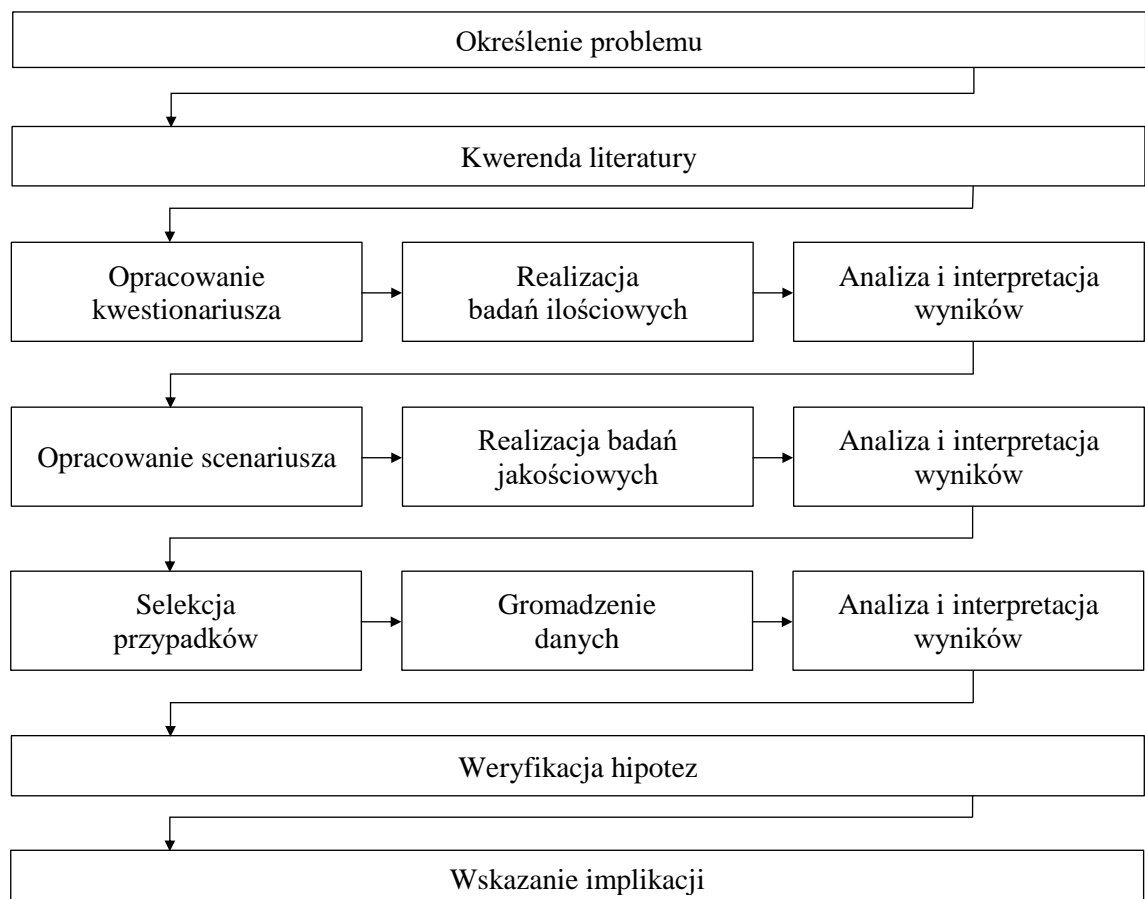 Określenie problemu
Kwerenda literatury
Opracowanie
kwestionariusza
Realizacja
badań ilościowych
Analiza i interpretacja
wyników
Opracowanie scenariusza
Realizacja badań
jakościowych
Analiza i interpretacja
wyników
Selekcja
przypadków
Gromadzenie
danych
Analiza i interpretacja
wyników
Weryfikacja hipotez
Wskazanie implikacji